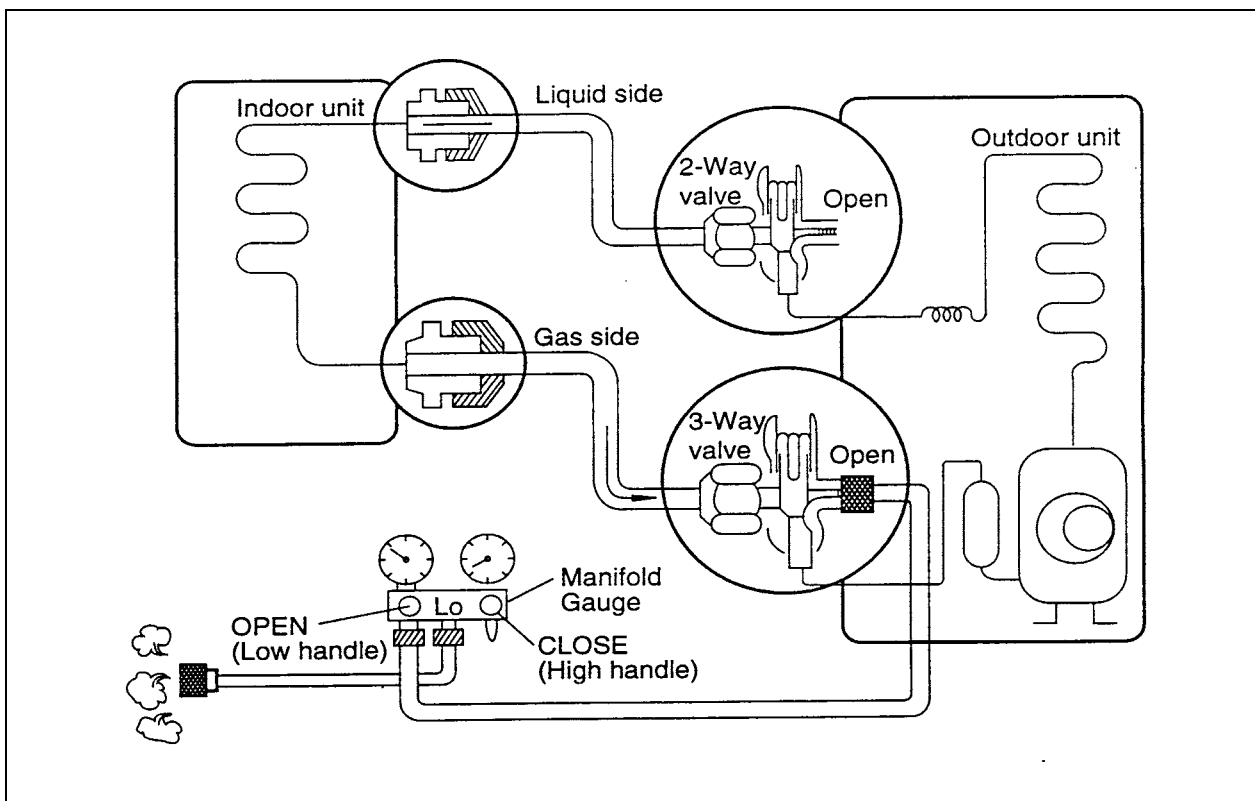 Indoor unit
Liquid side
2-Way
valve
Open
Outdoor unit
Gas side
3-Way
valve
Open
Manifold
Gauge
Lo
OPEN
(Low handle)
CLOSE
(High handle)